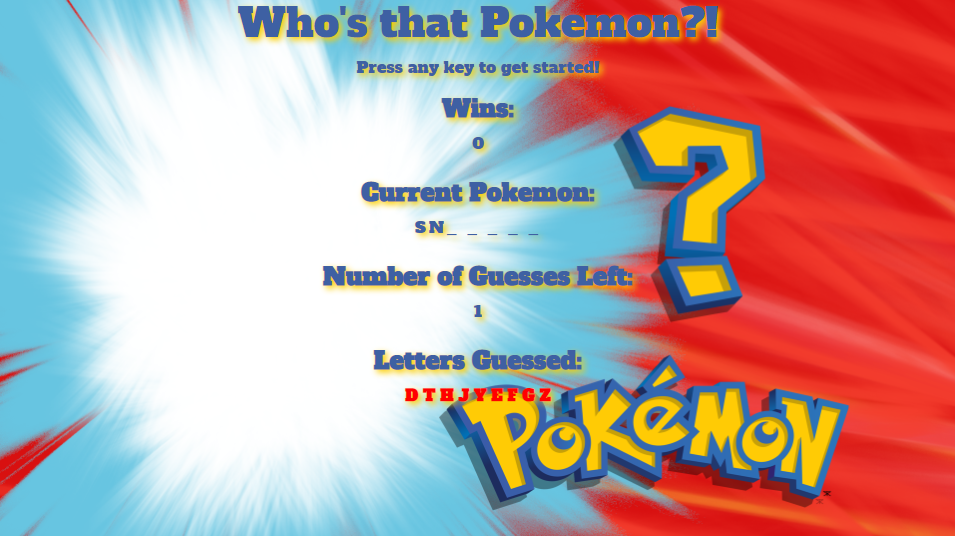 Who's that Pokemon?!
Press any key to get started!
Wins:
0
Current Pokemon:
SN_ _ _ _ _
Number of Guesses Left:
1
Letters Guessed:
D T H J Y E F G Z
?
Pokémon